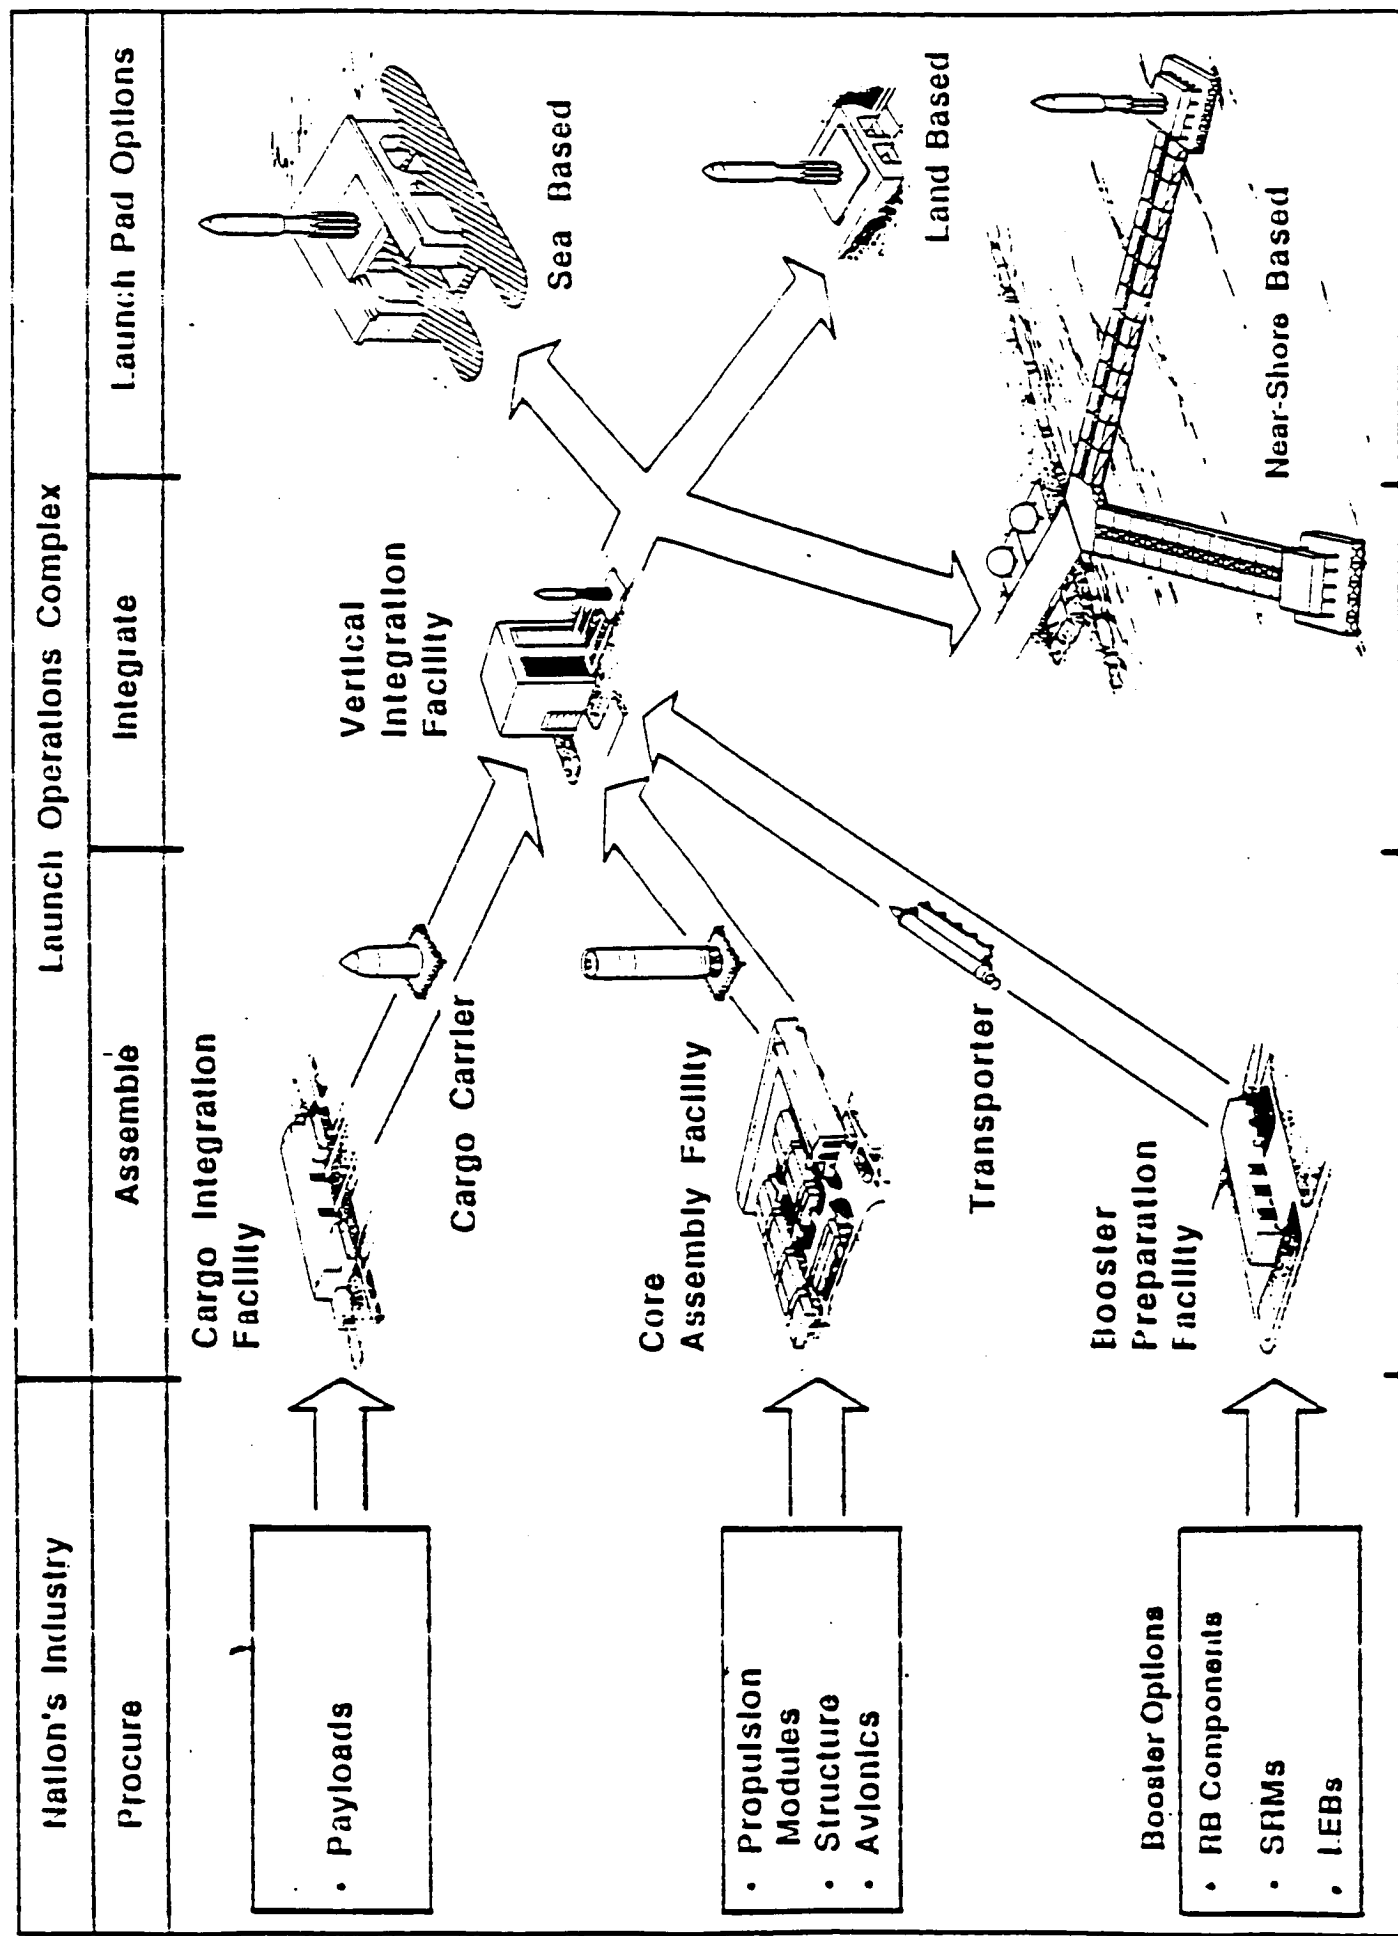 Nation's Industry
Launch Operations Complex
Procure
Assemble
Integrate
Launch Pad Options
• Payloads
Cargo Integration
Facility
Cargo Carrier
Vertical
Integration
Facility
Sea Based
• Propulsion
Modules
• Structure
• Avionics
Core
Assembly Facility
Land Based
Transporter
Booster Options
• RB Components
• SRMs
• LEBs
Booster
Preparation
Facility
Near-Shore Based